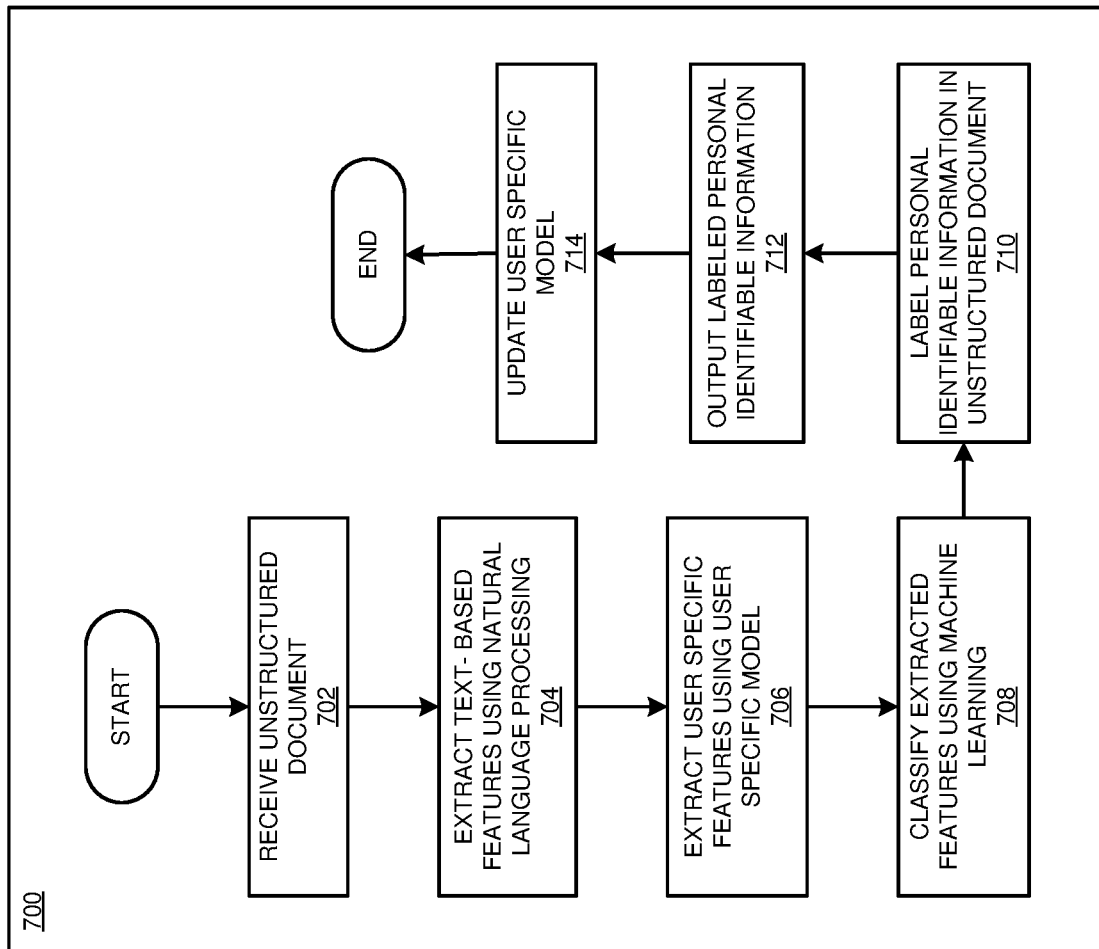 700
START
RECEIVE UNSTRUCTURED
DOCUMENT
702
EXTRACT TEXT- BASED
FEATURES USING NATURAL
LANGUAGE PROCESSING
704
EXTRACT USER SPECIFIC
FEATURES USING USER
SPECIFIC MODEL
706
CLASSIFY EXTRACTED
FEATURES USING MACHINE
LEARNING
708
LABEL PERSONAL
IDENTIFIABLE INFORMATION IN
UNSTRUCTURED DOCUMENT
710
OUTPUT LABELED PERSONAL
IDENTIFIABLE INFORMATION
712
UPDATE USER SPECIFIC
MODEL
714
END